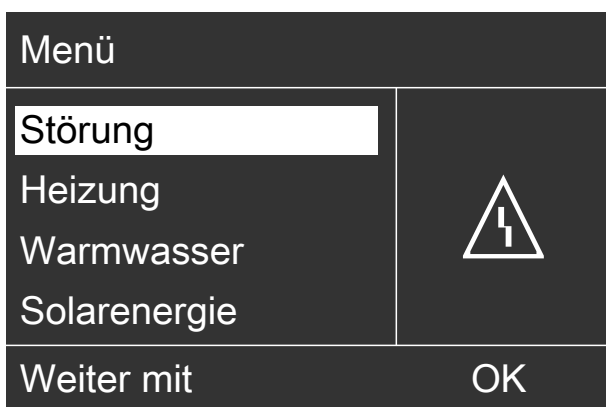 Menü
Störung
Heizung
Warmwasser
Solarenergie
Weiter mit OK